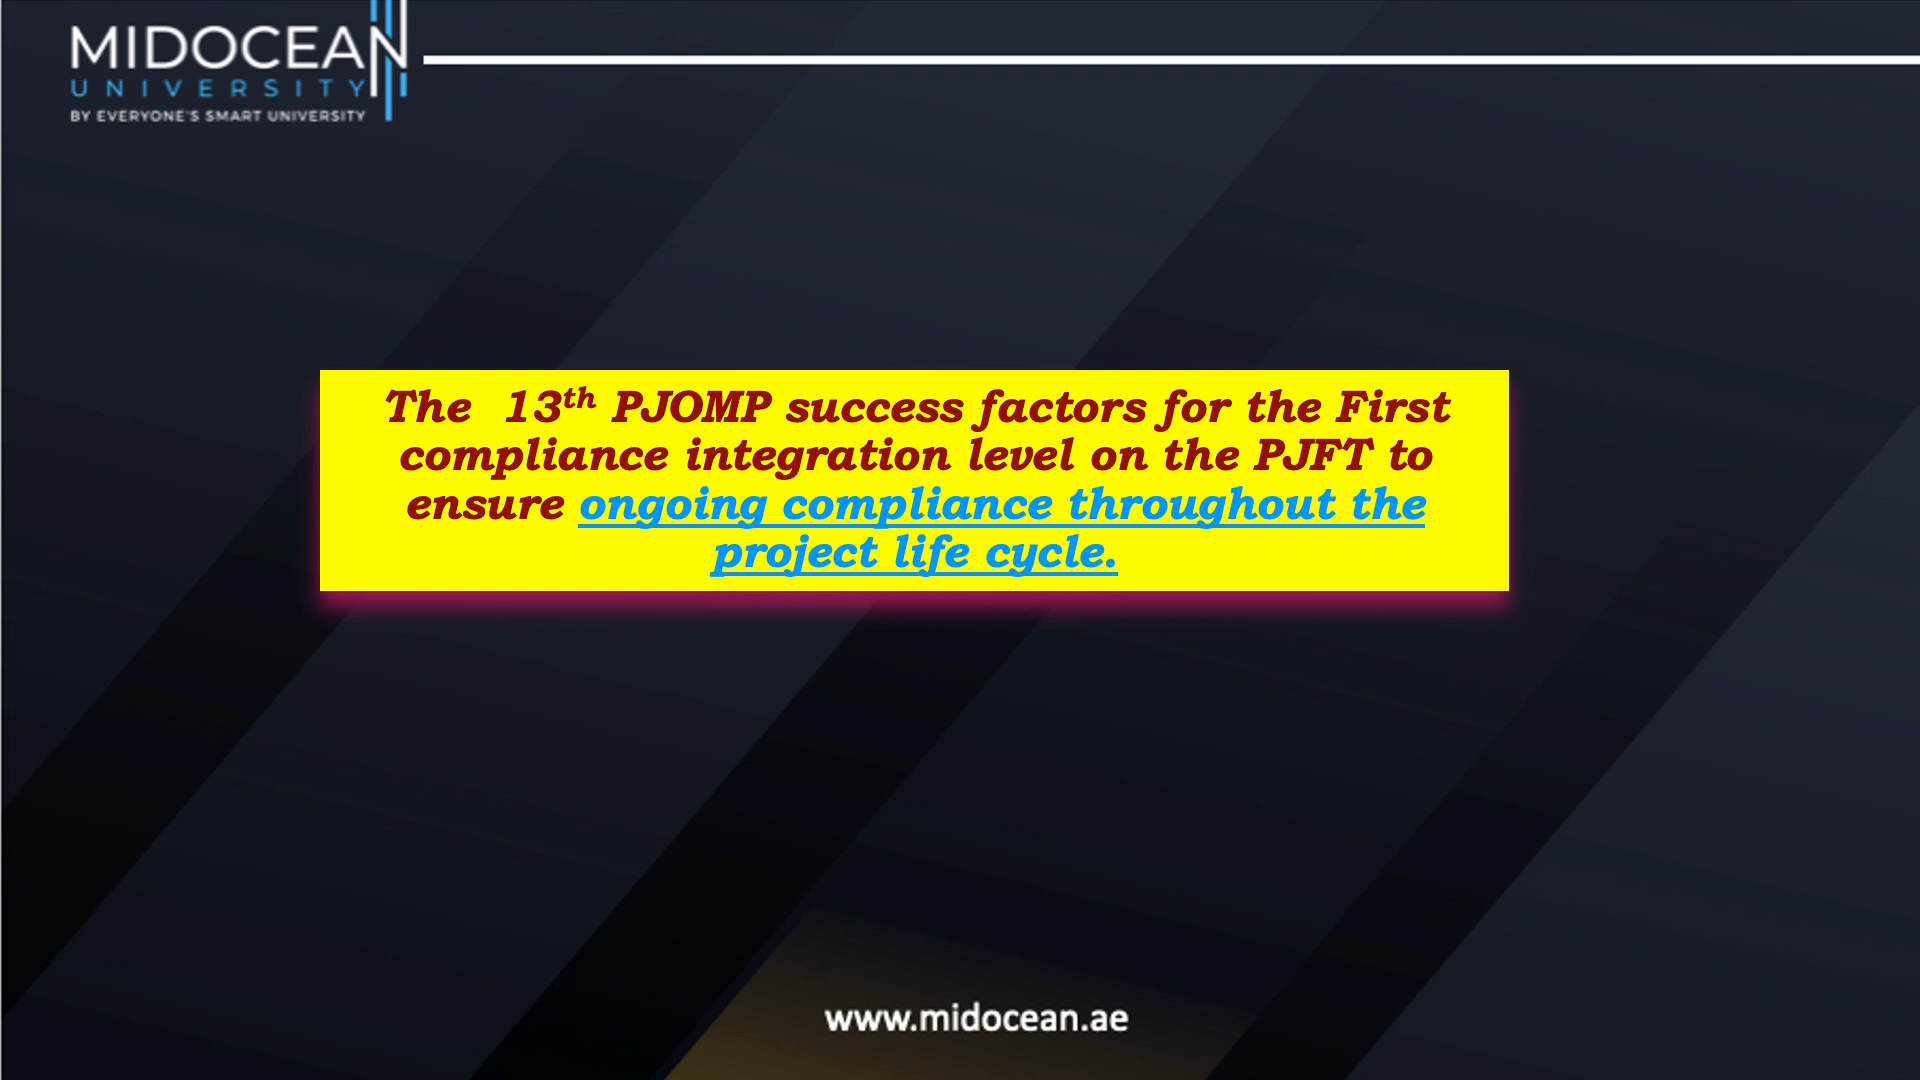 MIDOCEAN
UNIVERSITY
BY EVERYONE'S SMART UNIVERSITY
The 13th PJOMP success factors for the First
compliance integration level on the PJFT to
ensure ongoing compliance throughout the
project life cycle.
www.midocean.ae